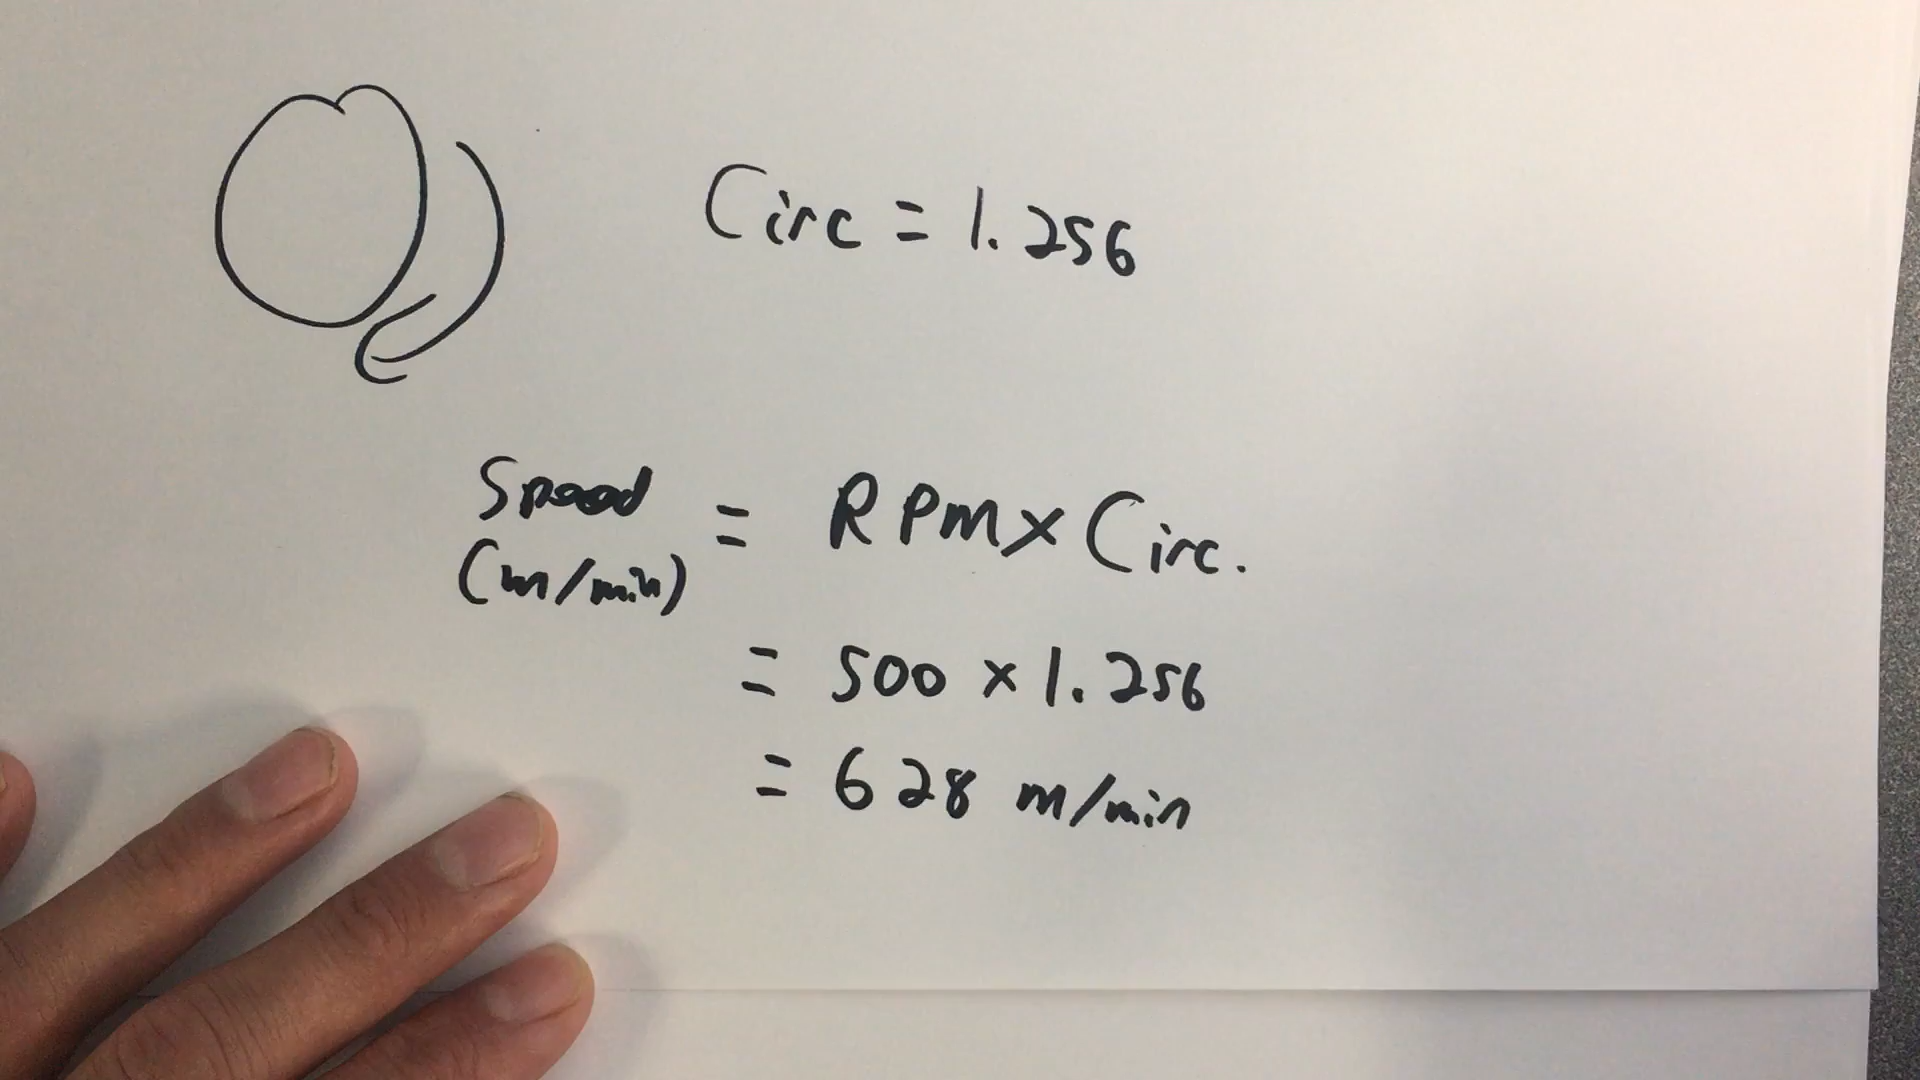 Circ = 1.256
Speed = RPM x Circ.
(m/min)
= 500 x 1.256
= 628 m/min